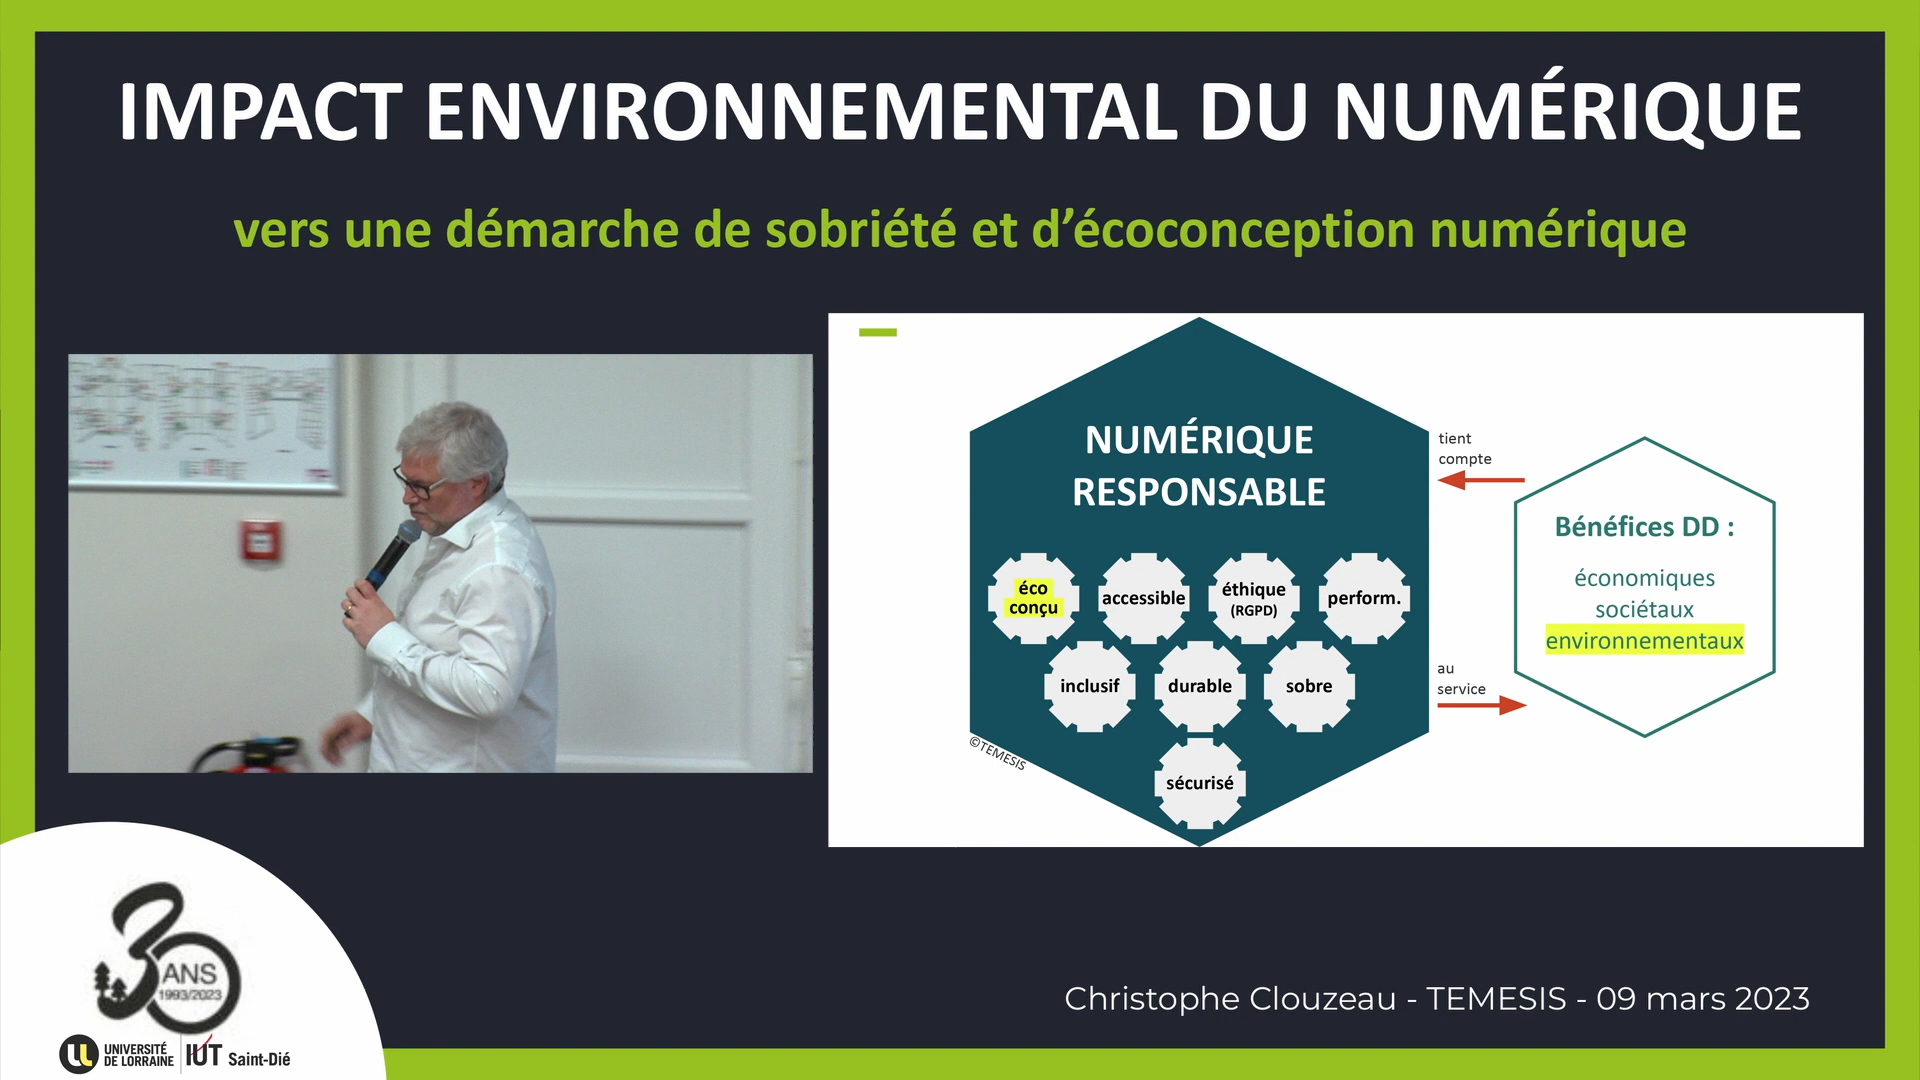 IMPACT ENVIRONNEMENTAL DU NUMÉRIQUE
vers une démarche de sobriété et d’écoconception numérique
NUMÉRIQUE
RESPONSABLE
éco
conçu
accessible
éthique
(RGPD)
perform.
inclusif
durable
sobre
sécurisé
©TEMESIS
tient
compte
au
service
Bénéfices DD :
économiques
sociétaux
environnementaux
30 ANS
1993/2023
UNIVERSITÉ
DE LORRAINE
IUT Saint-Dié
Christophe Clouzeau - TEMESIS - 09 mars 2023